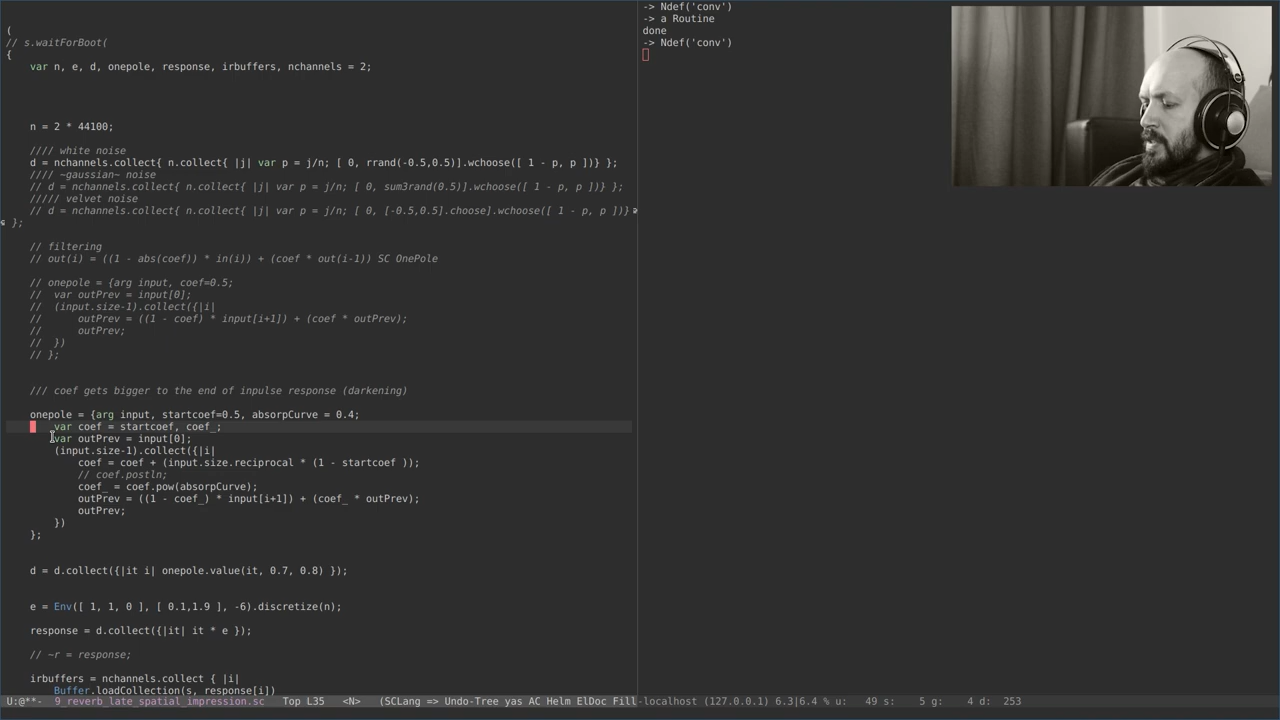 (
// s.waitForBoot(
{
var n, e, d, onepole, response, irbuffers, nchannels = 2;
n = 2 * 44100;
//// white noise
d = nchannels.collect{ n.collect{ |j| var p = j/n; [ 0, rrand(-0.5,0.5)].wchoose([ 1 - p, p ])} };
//// ~gaussian~ noise
// d = nchannels.collect{ n.collect{ |j| var p = j/n; [ 0, sum3rand(0.5)].wchoose([ 1 - p, p ])} };
///// velvet noise
// d = nchannels.collect{ n.collect{ |j| var p = j/n; [ 0, [-0.5,0.5].choose].wchoose([ 1 - p, p ])}
};
// filtering
// out(i) = ((1 - abs(coef)) * in(i)) + (coef * out(i-1)) SC OnePole
// onepole = {arg input, coef=0.5;
// var outPrev = input[0];
// (input.size-1).collect({|i|
// outPrev = ((1 - coef) * input[i+1]) + (coef * outPrev);
// outPrev;
// })
// };
/// coef gets bigger to the end of inpulse response (darkening)
onepole = {arg input, startcoef=0.5, absorpCurve = 0.4;
var coef = startcoef, coef_;
var outPrev = input[0];
(input.size-1).collect({|i|
coef = coef + (input.size.reciprocal * (1 - startcoef ));
// coef.postln;
coef_ = coef.pow(absorpCurve);
outPrev = ((1 - coef_) * input[i+1]) + (coef_ * outPrev);
outPrev;
})
};
d = d.collect({|it i| onepole.value(it, 0.7, 0.8) });
e = Env([ 1, 1, 0 ], [ 0.1,1.9 ], -6).discretize(n);
response = d.collect({|it| it * e });
// ~r = response;
irbuffers = nchannels.collect { |i|
Buffer.loadCollection(s, response[i])
U:@**-  9_reverb_late_spatial_impression.sc   Top L35   <N>   (SCLang => Undo-Tree yas AC Helm ElDoc Fill
-> Ndef('conv')
-> a Routine
done
-> Ndef('conv')
-localhost (127.0.0.1) 6.3|6.4 % u:   49 s:    5 g:    4 d:  253